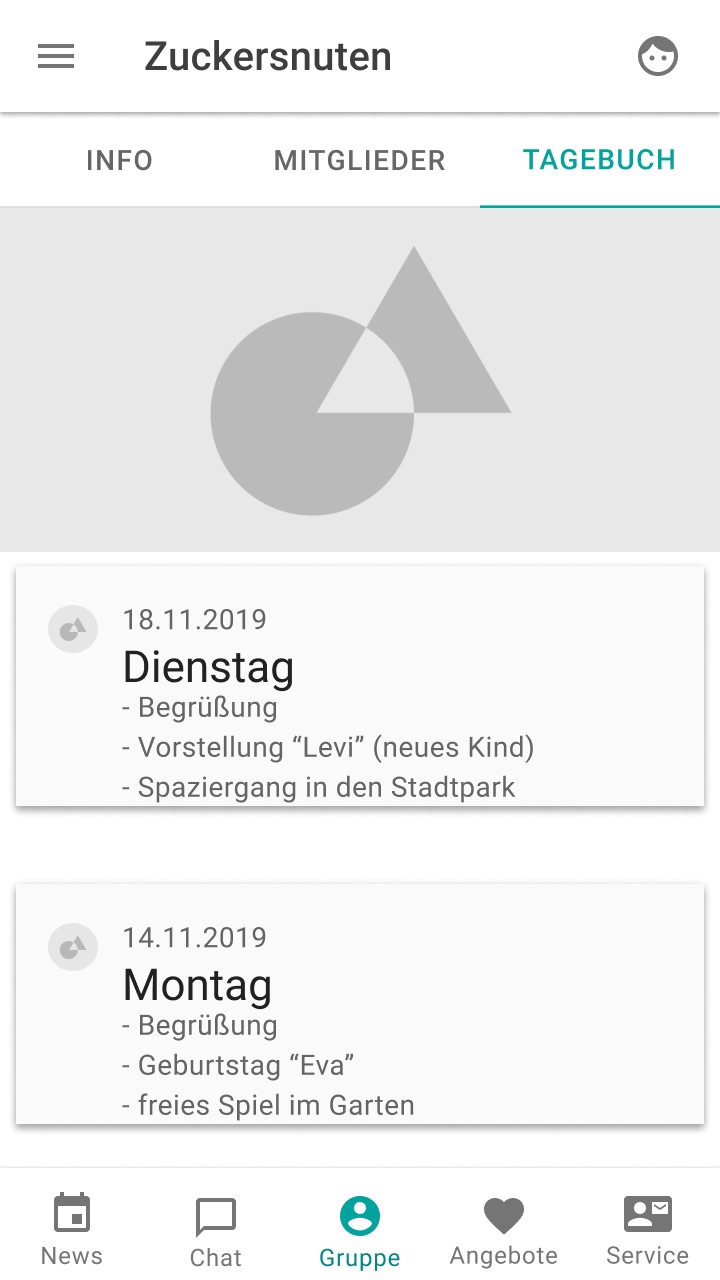 Zuckersnuten
INFO
MITGLIEDER
TAGEBUCH
18.11.2019
Dienstag
- Begrüßung
- Vorstellung “Levi” (neues Kind)
- Spaziergang in den Stadtpark
14.11.2019
Montag
- Begrüßung
- Geburtstag “Eva”
- freies Spiel im Garten
News
Chat
Gruppe
Angebote
Service